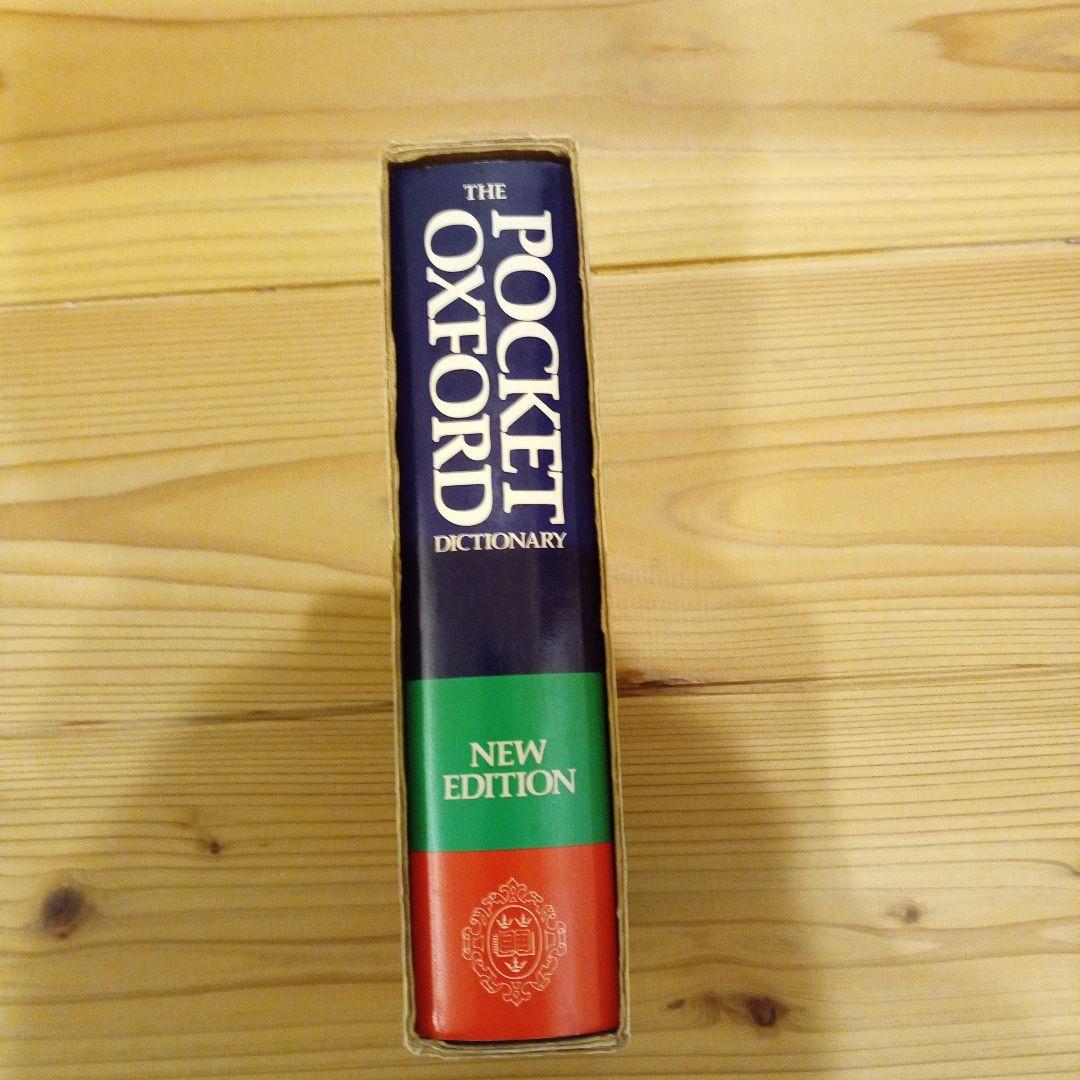 THE
POCKET
OXFORD
DICTIONARY
NEW
EDITION